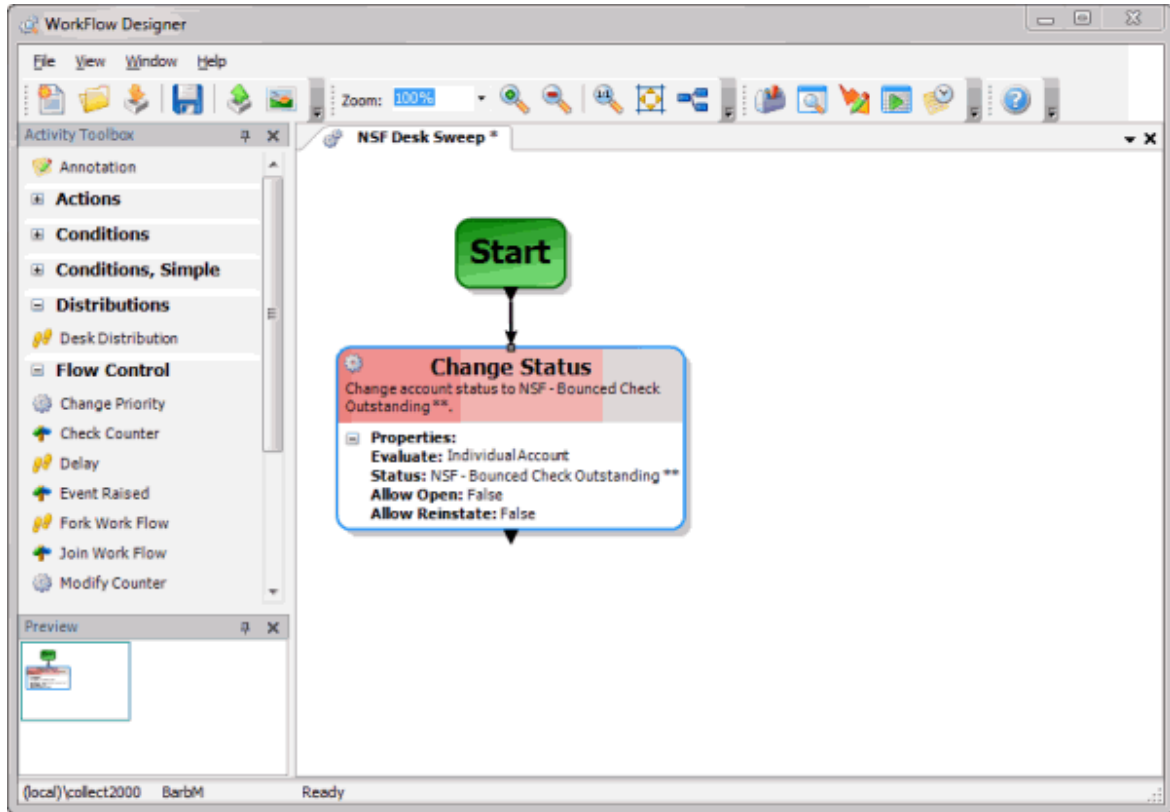 WorkFlow Designer
File View Window Help
Zoom: 100%
Activity Toolbox
Annotation
Actions
Conditions
Conditions, Simple
Distributions
Desk Distribution
Flow Control
Change Priority
Check Counter
Delay
Event Raised
Fork Work Flow
Join Work Flow
Modify Counter
Preview
NSF Desk Sweep *
Start
Change Status
Change account status to NSF - Bounced Check
Outstanding **.
Properties:
Evaluate: Individual Account
Status: NSF - Bounced Check Outstanding **
Allow Open: False
Allow Reinstate: False
(local)\collect2000 BarbM Ready